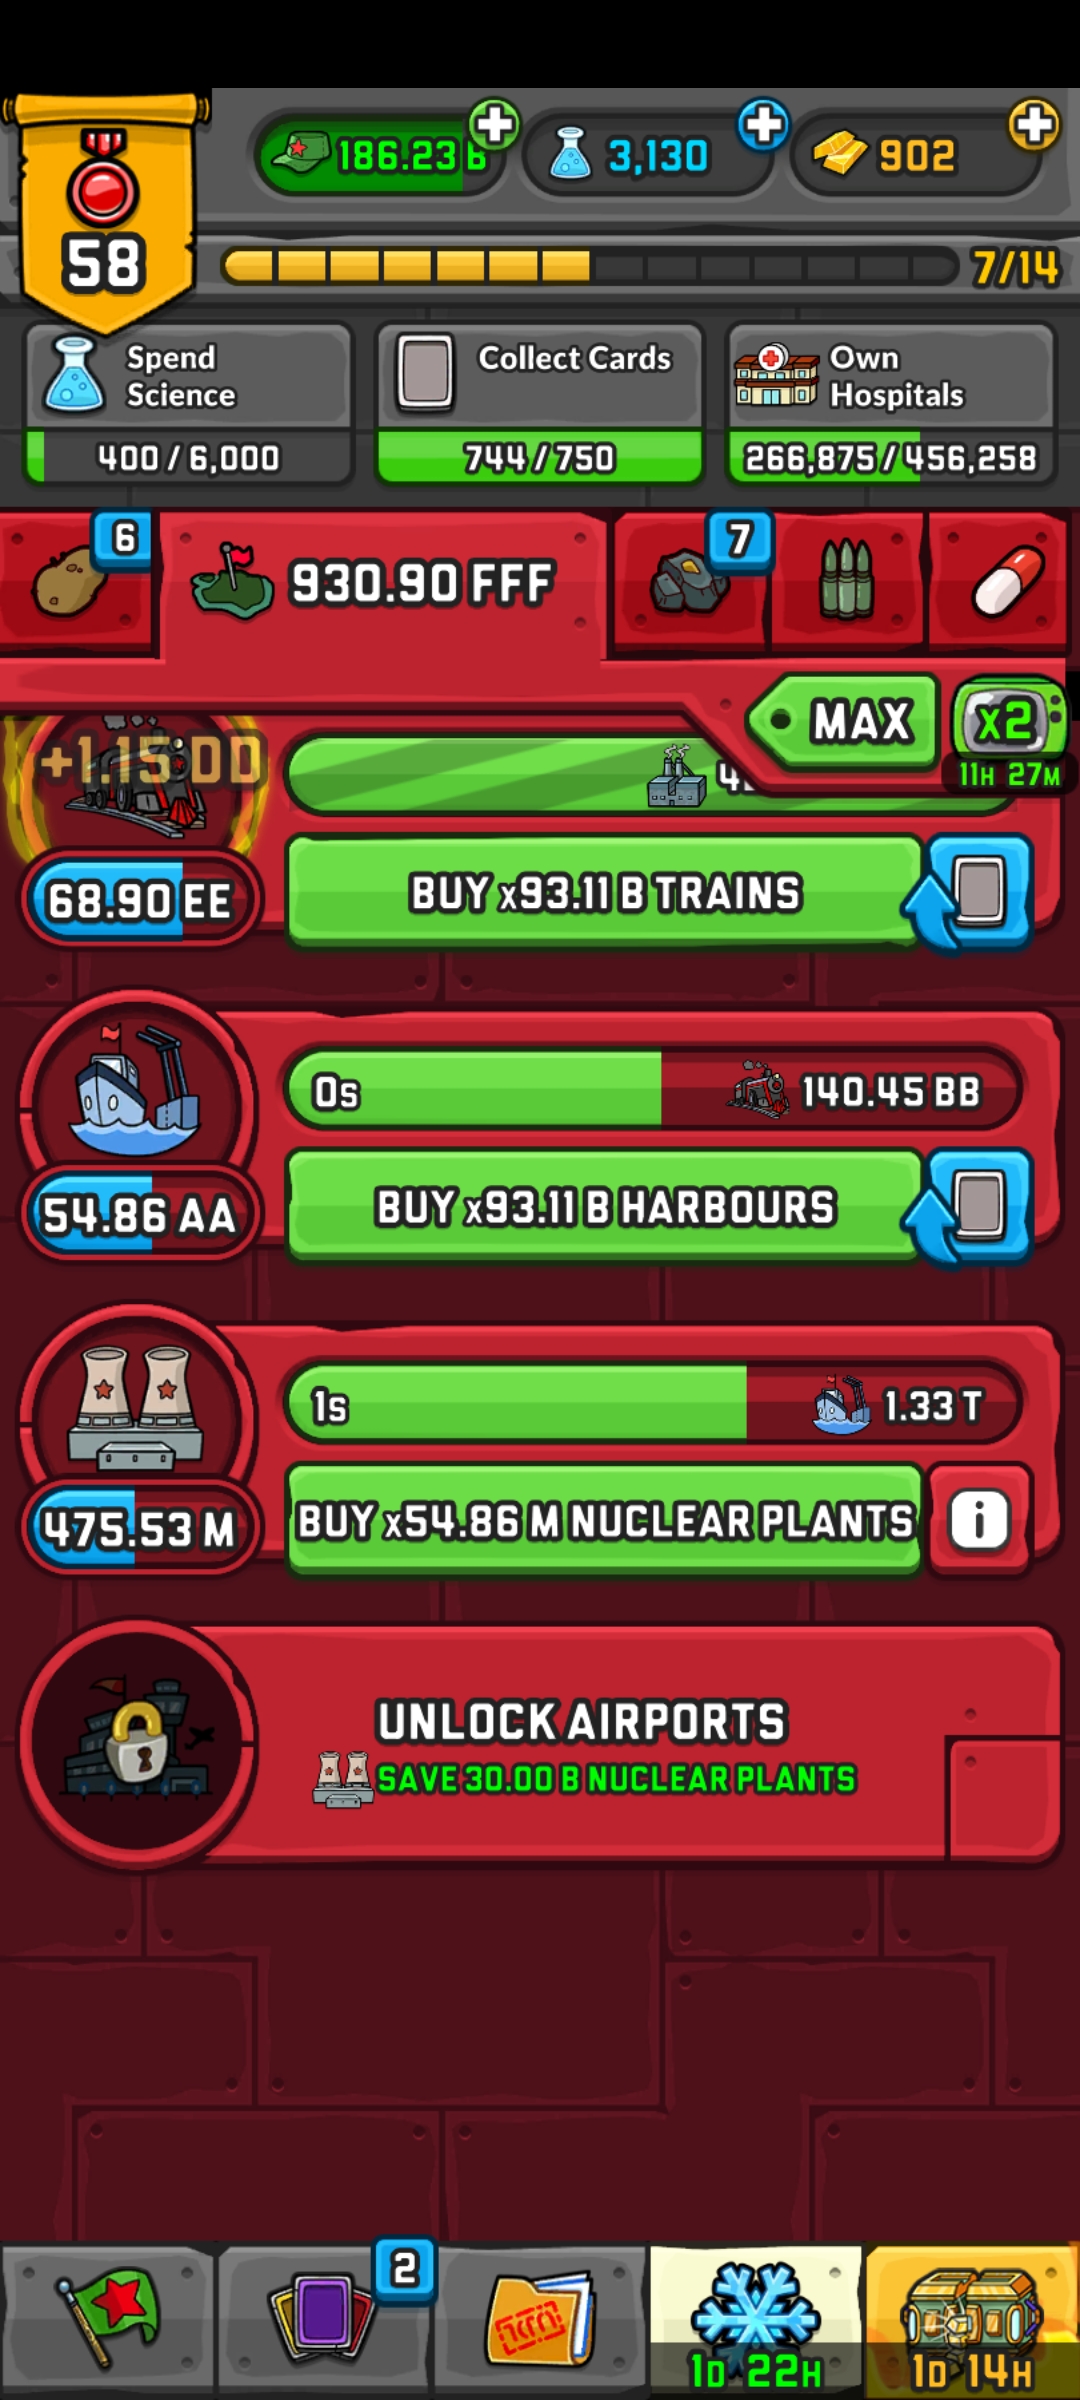 186.23 B
3,130
902
58
7/14
Spend
Science
Collect Cards
Own
Hospitals
400 / 6,000
744 / 750
266,875 / 456,258
6
930.90 FFF
7
MAX
x2
11H 27M
+1.15 DD
68.90 EE
BUY x93.11 B TRAINS
0s
140.45 BB
54.86 AA
BUY x93.11 B HARBOURS
1s
1.33 T
475.53 M
BUY x54.86 M NUCLEAR PLANTS
i
UNLOCK AIRPORTS
SAVE 30.00 B NUCLEAR PLANTS
2
1D 22H
1D 14H